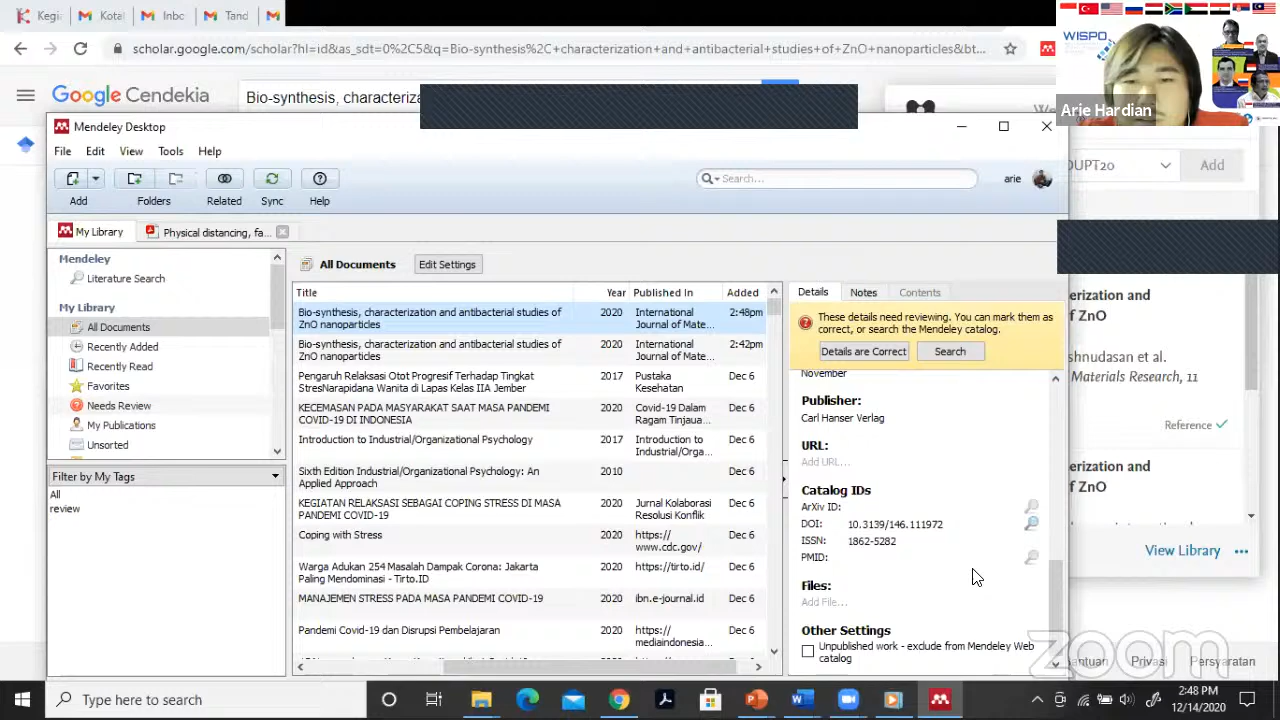 Kegi
Kotal
Inbo
Tanda
scholar.google.com/scholar?hl=id&
q=Biosynthesis%2C+characterization+and+antibacterial+studies+of+ZnO+nanoparticles&b...
Google Cendekia
Bio-synthesis, characteriza
WISPO
Arie Hardian
Mendeley Desktop
File Edit View Tools Help
Search...
arie
Add Folders Related Sync Help
My Library
Physical distancing, fa...
DUPT20
Add
Mendeley
Literature Search
My Library
All Documents
Recently Added
Recently Read
Favorites
Needs Review
My Publications
Unsorted
Filter by My Tags
All
review
All Documents
Edit Settings
Title Year Published In Added
Bio-synthesis, characterization and antibacterial studies of ZnO nanoparticles 2020 International Journal of Mate... 2:48pm
Bio-synthesis, characterization and antibacterial studies of ZnO nanoparticles 2020 International Journal of Mate... 2:42pm
Pengaruh Relaksasi Otot Progresif Terhadap Tingkat StresNarapidana Wanita di Lapas Kelas IIA Jember 2017 Pustaka Kesehatan Dec 6
KECEMASAN PADA MASYARAKAT SAAT MASA PANDEMI COVID-19 DI INDONESIA 2020 Covid-19 Dalam Ragam Tinjaua... Dec 6
Introduction to Industrial/Organizational Psychology 2017 Introduction to Industrial/Orga... Dec 6
Sixth Edition Industrial/Organizational Psychology: An Applied Approach 2010 Dec 6
KEGIATAN RELAKSASI SEBAGAI COPING STRESS DI MASA PANDEMI COVID-19 2020 Jurnal Kolaborasi Resolusi Konflik Dec 6
Coping with Stress 2020 https://www.cdc.gov/ Dec 6
Warga Adukan 254 Masalah Dampak Corona: Jakarta Paling Mendominasi - Tirto.ID 2020 https://tirto.id/ Dec 6
MANAJEMEN STRESS PADA MASA PANDEMI COVID-19 2020 ibn.e-journal.id Dec 6
Pandemi Covid-19 dan Disrupsi Pembelajaran 2020 https://mediaindonesia... Dec 6
Details Notes Contents
These details need reviewing. You can mark them as
correct, or search the Mendeley catalog.
Details are Correct
Search
November
Publisher:
Carl Hanser Verlag
URL:
Add URL...
Catalog IDs
ArXiv ID:
DOI: 10.3139/146.111972
ISSN: 1862-5282
PMID:
Files:
Add File...
Other Settings
Unpublished work - exclude from Mendeley Web
catalog
erization and
f ZnO
shnudasan et al.
Materials Research, 11
Reference
erization and
f ZnO
View Library
zoom
antuan Privasi Persyaratan
Type here to search
2:48 PM
12/14/2020